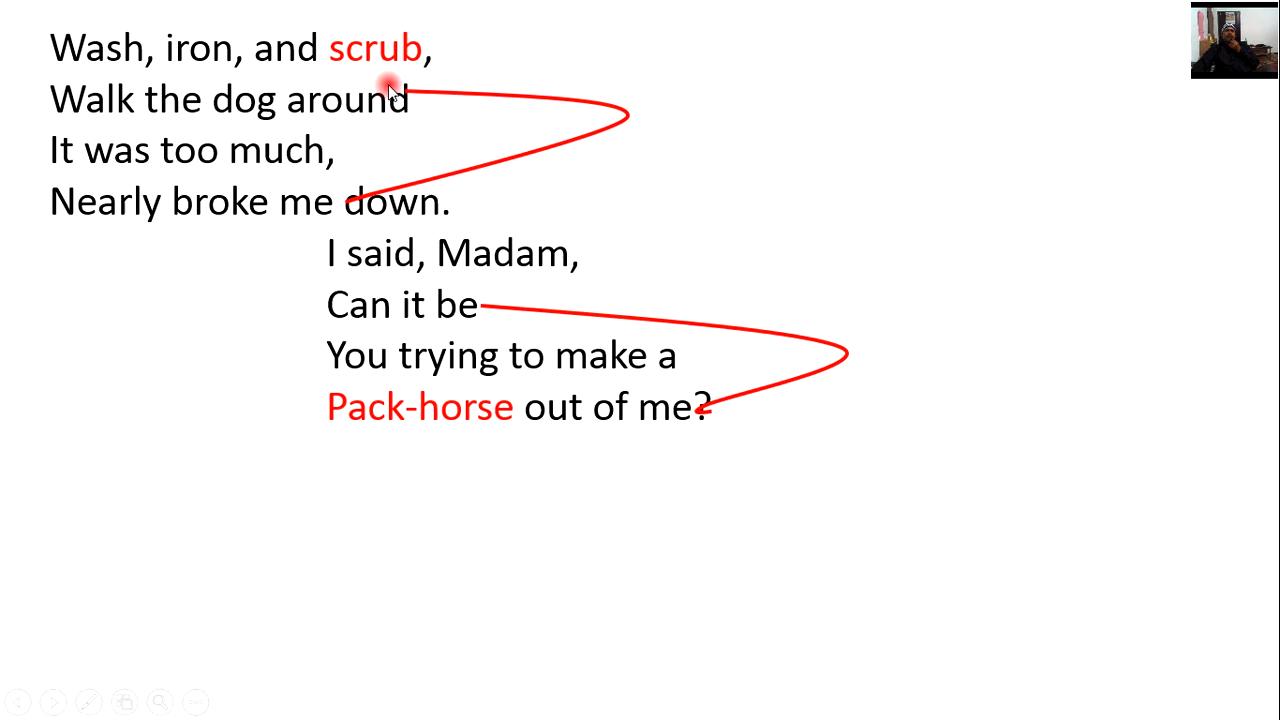 Wash, iron, and scrub,
Walk the dog around
It was too much,
Nearly broke me down.
I said, Madam,
Can it be
You trying to make a
Pack-horse out of me?